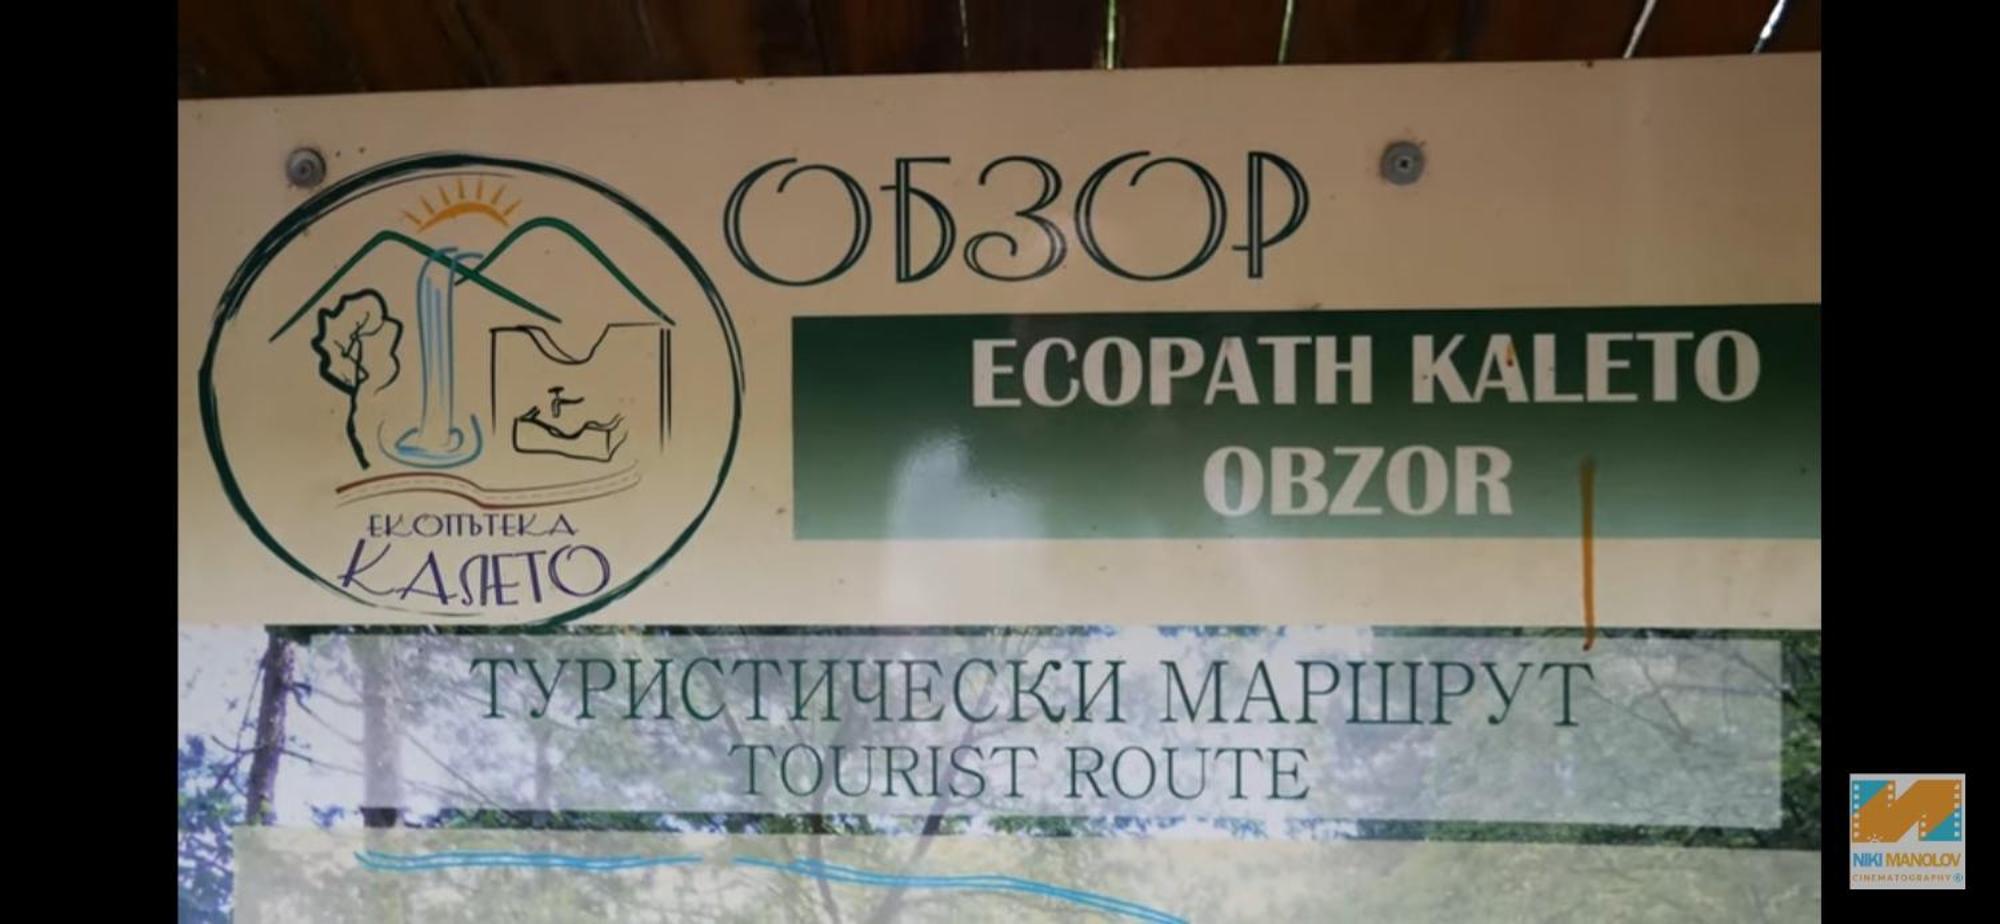 ОБЗОР
ECOPATH KALETO
OBZOR
ЕКОПЪТЕКА
КАЛЕТО
ТУРИСТИЧЕСКИ МАРШРУТ
TOURIST ROUTE
NIKI MANOLOV
CINEMATOGRAPHY ©